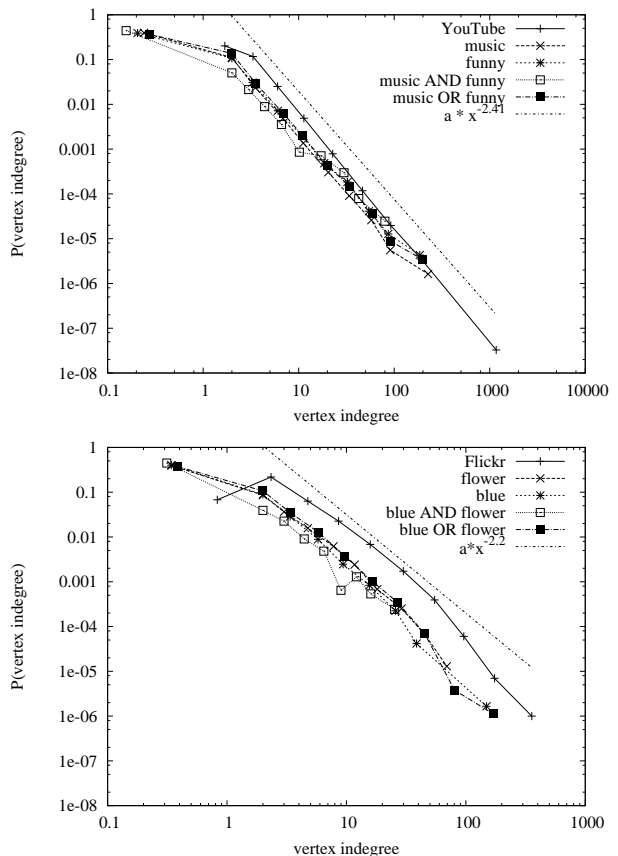 1
0.1
0.01
0.001
1e-04
1e-05
1e-06
1e-07
1e-08
P(vertex indegree)
0.1 1 10 100 1000 10000
vertex indegree
YouTube
music
funny
music AND funny
music OR funny
a * x^-2.41
1
0.1
0.01
0.001
1e-04
1e-05
1e-06
1e-07
1e-08
P(vertex indegree)
0.1 1 10 100 1000
vertex indegree
Flickr
flower
blue
blue AND flower
blue OR flower
a*x^-2.2